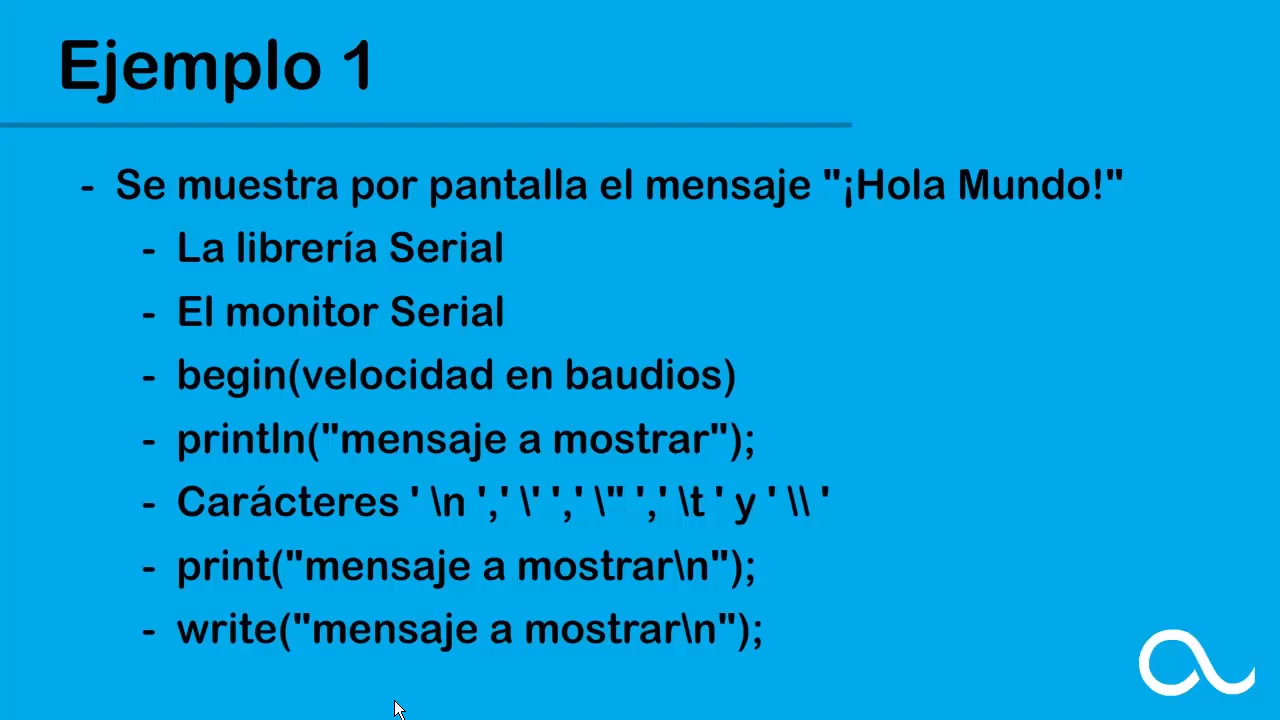 Ejemplo 1
- Se muestra por pantalla el mensaje "¡Hola Mundo!"
- La librería Serial
- El monitor Serial
- begin(velocidad en baudios)
- println("mensaje a mostrar");
- Carácteres ' \n ',' \' ',' \" ',' \t ' y ' \\ '
- print("mensaje a mostrar\n");
- write("mensaje a mostrar\n");